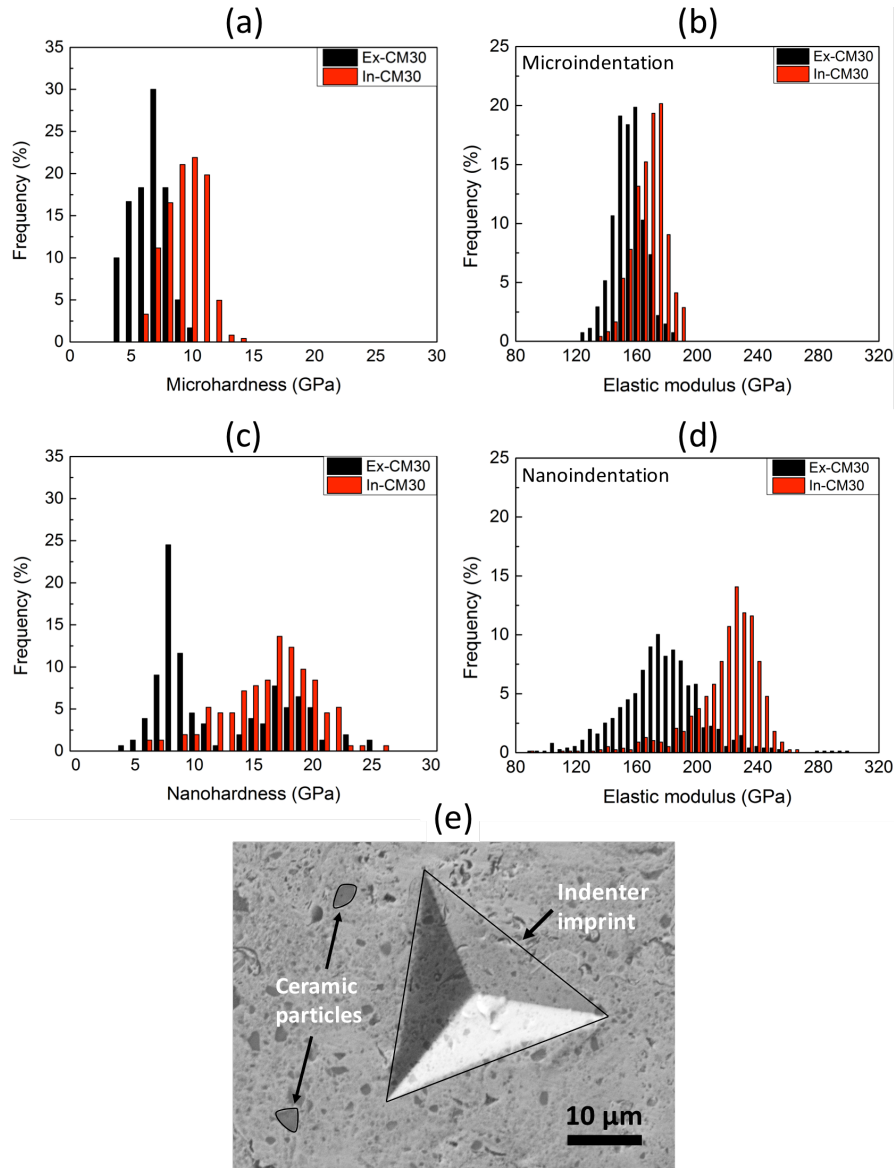 (a)
Ex-CM30
In-CM30
35
30
25
20
15
10
5
0
Frequency (%)
0 5 10 15 20 25 30
Microhardness (GPa)
(b)
Microindentation
Ex-CM30
In-CM30
25
20
15
10
5
0
Frequency (%)
80 120 160 200 240 280 320
Elastic modulus (GPa)
(c)
Ex-CM30
In-CM30
35
30
25
20
15
10
5
0
Frequency (%)
0 5 10 15 20 25 30
Nanohardness (GPa)
(d)
Nanoindentation
Ex-CM30
In-CM30
25
20
15
10
5
0
Frequency (%)
80 120 160 200 240 280 320
Elastic modulus (GPa)
(e)
Indenter
imprint
Ceramic
particles
10 μm